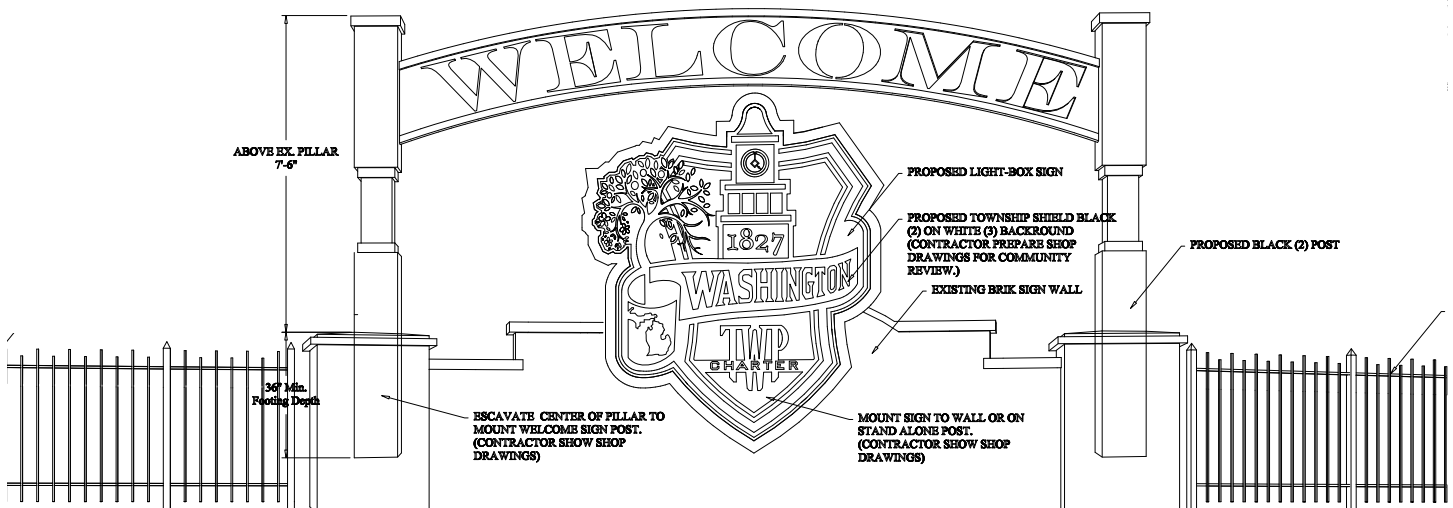 WELCOME
ABOVE EX. PILLAR
7'-6"
PROPOSED LIGHT-BOX SIGN
PROPOSED TOWNSHIP SHIELD BLACK
(2) ON WHITE (3) BACKROUND
(CONTRACTOR PREPARE SHOP
DRAWINGS FOR COMMUNITY
REVIEW.)
PROPOSED BLACK (2) POST
EXISTING BRIK SIGN WALL
1827
WASHINGTON
TWP
CHARTER
36" Min.
Footing Depth
ESCAVATE CENTER OF PILLAR TO
MOUNT WELCOME SIGN POST.
(CONTRACTOR SHOW SHOP
DRAWINGS)
MOUNT SIGN TO WALL OR ON
STAND ALONE POST.
(CONTRACTOR SHOW SHOP
DRAWINGS)